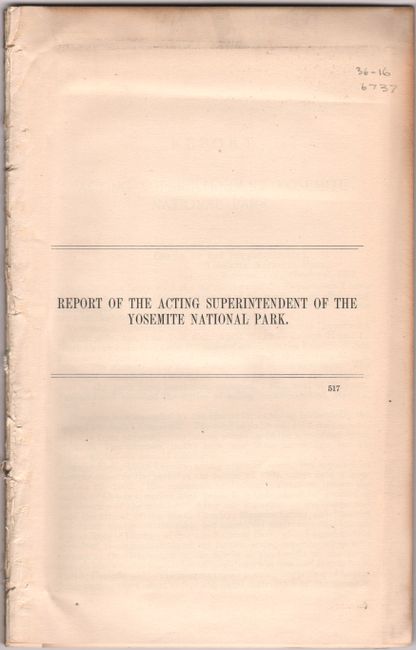 36-16
6737
REPORT OF THE ACTING SUPERINTENDENT OF THE
YOSEMITE NATIONAL PARK.
517